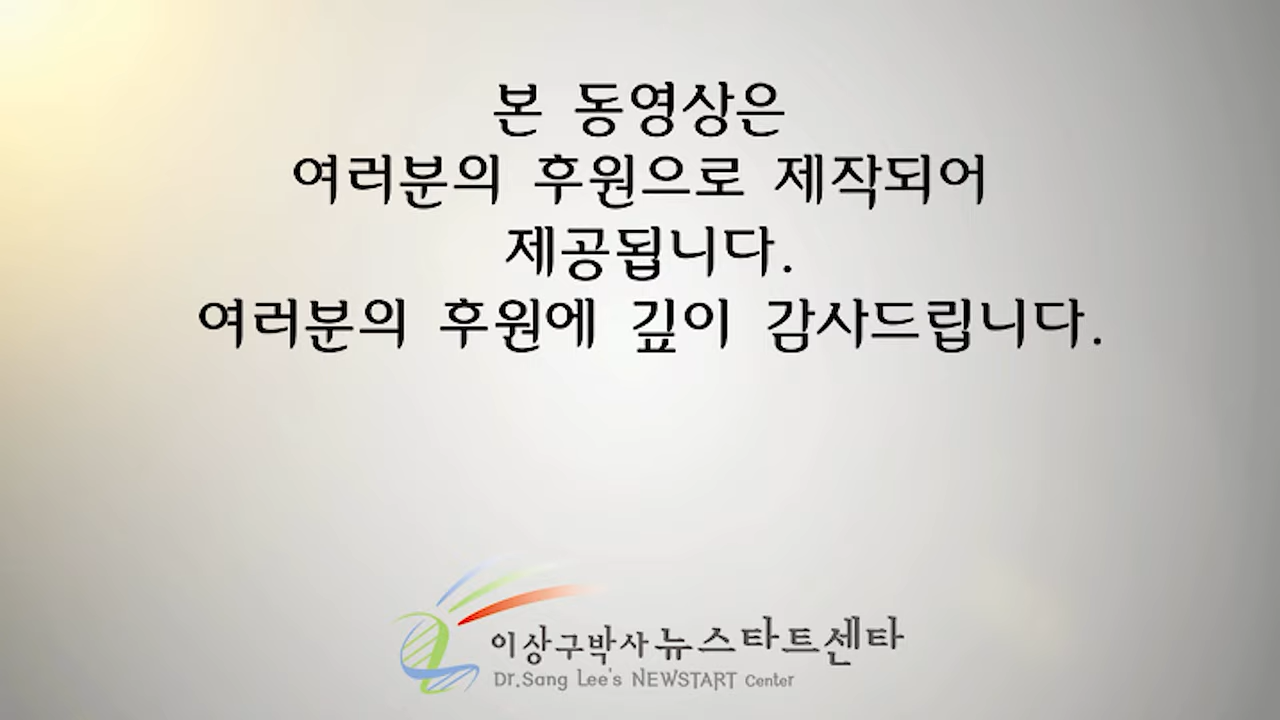 본 동영상은
여러분의 후원으로 제작되어
제공됩니다.
여러분의 후원에 깊이 감사드립니다.
이상구박사 뉴스타트센타
Dr.Sang Lee's NEWSTART Center